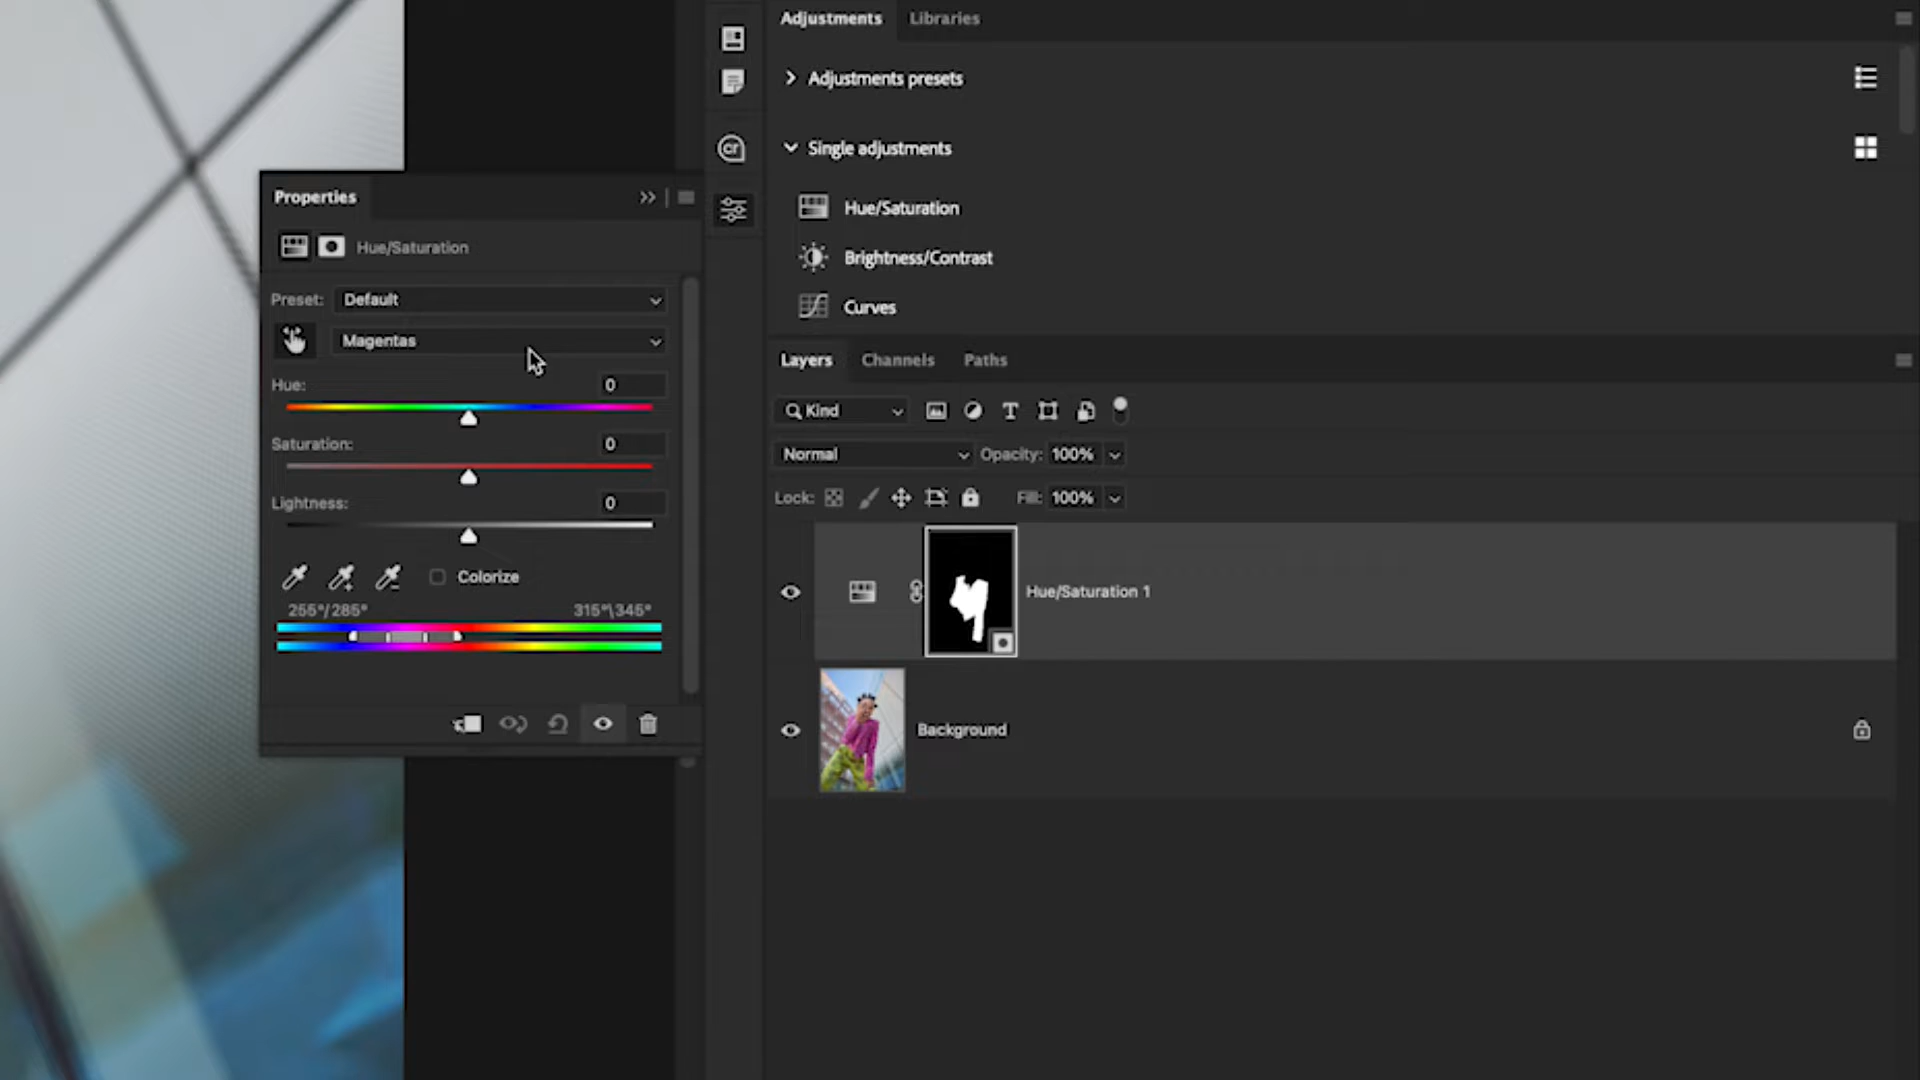 Adjustments Libraries
Adjustments presets
Single adjustments
Hue/Saturation
Brightness/Contrast
Curves
Properties
Hue/Saturation
Preset: Default
Magentas
Hue: 0
Saturation: 0
Lightness: 0
Colorize
255°/285° 315°\345°
Layers Channels Paths
Kind
Normal Opacity: 100%
Lock: Fill: 100%
Hue/Saturation 1
Background